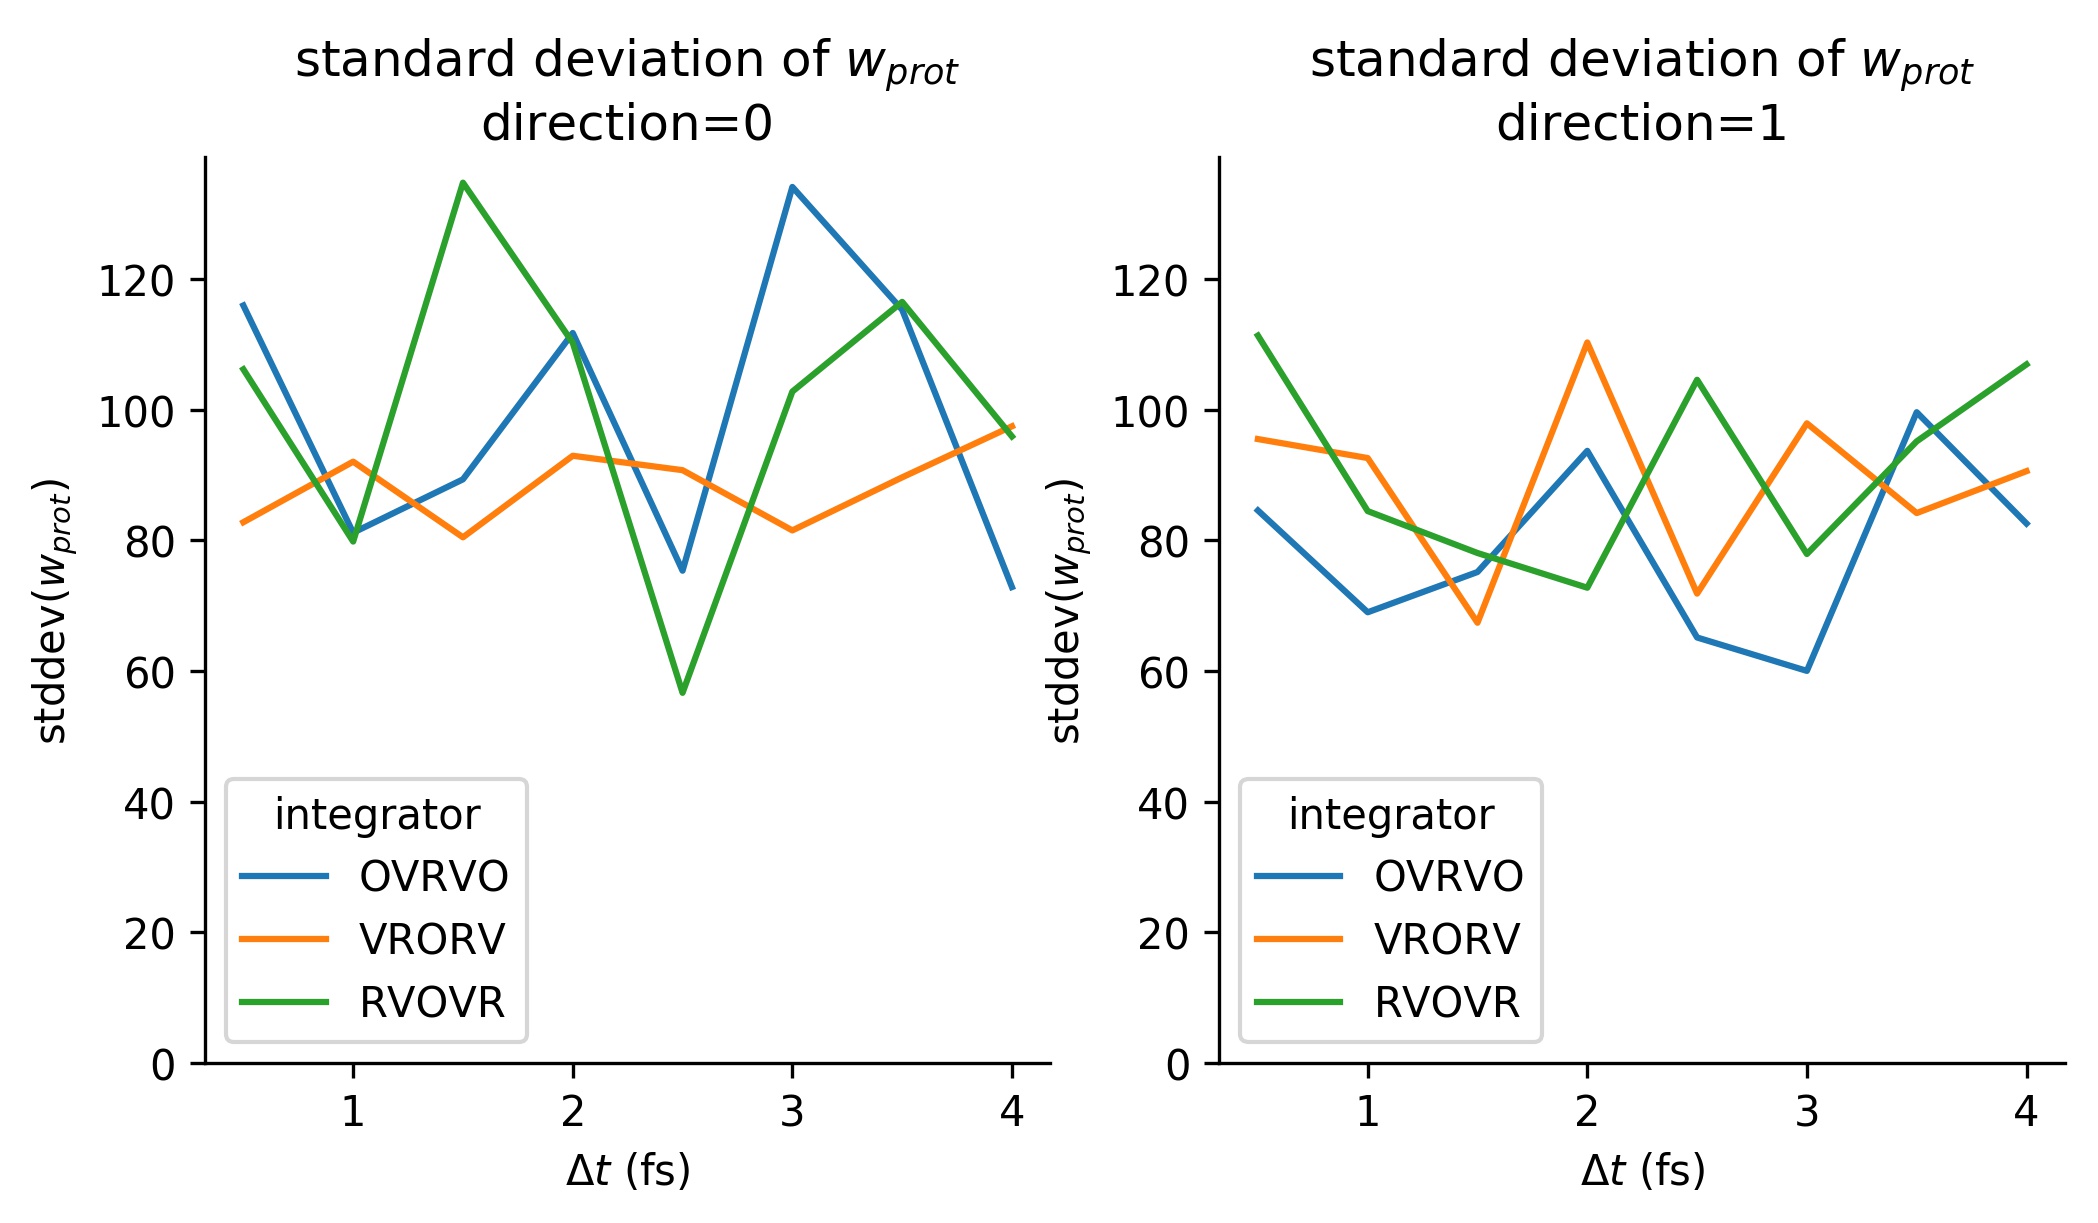 standard deviation of w_prot
direction=0
stddev(w_prot)
120
100
80
60
40
20
0
integrator
OVRVO
VRORV
RVOVR
1 2 3 4
Δt (fs)
standard deviation of w_prot
direction=1
stddev(w_prot)
120
100
80
60
40
20
0
integrator
OVRVO
VRORV
RVOVR
1 2 3 4
Δt (fs)